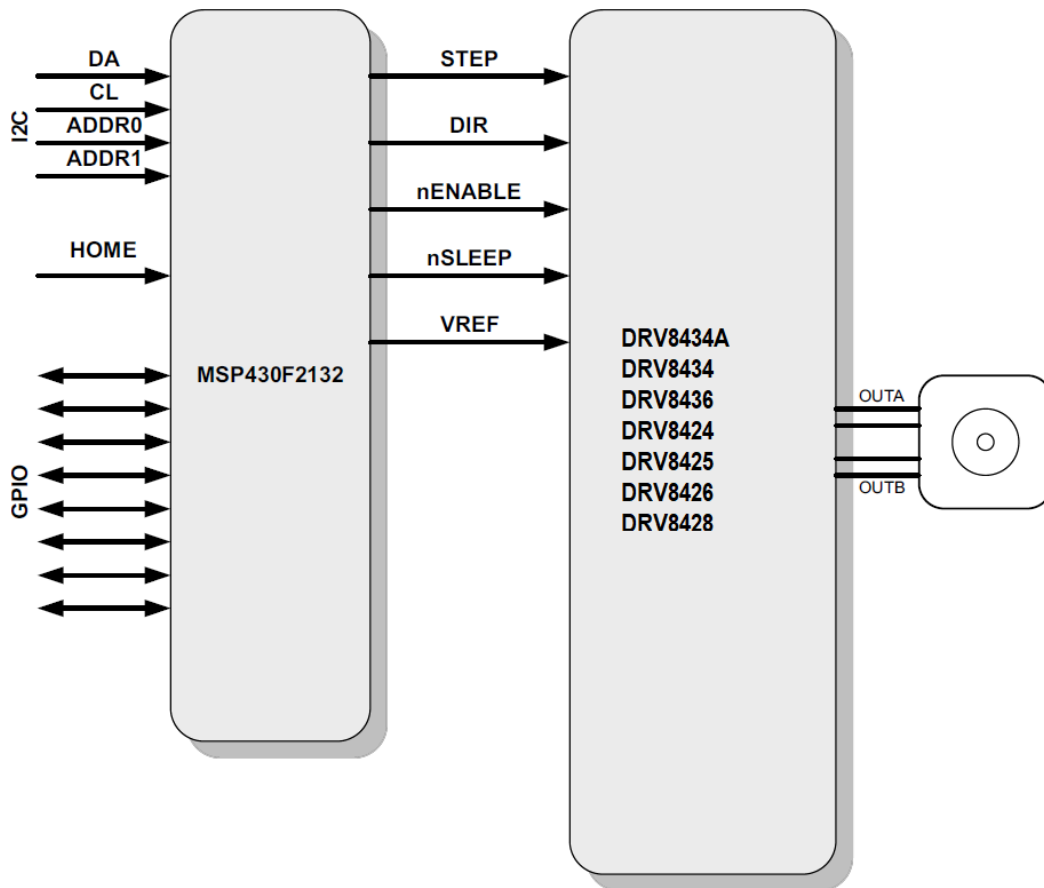 DA
CL
ADDR0
ADDR1
I2C
HOME
GPIO
MSP430F2132
STEP
DIR
nENABLE
nSLEEP
VREF
DRV8434A
DRV8434
DRV8436
DRV8424
DRV8425
DRV8426
DRV8428
OUTA
OUTB